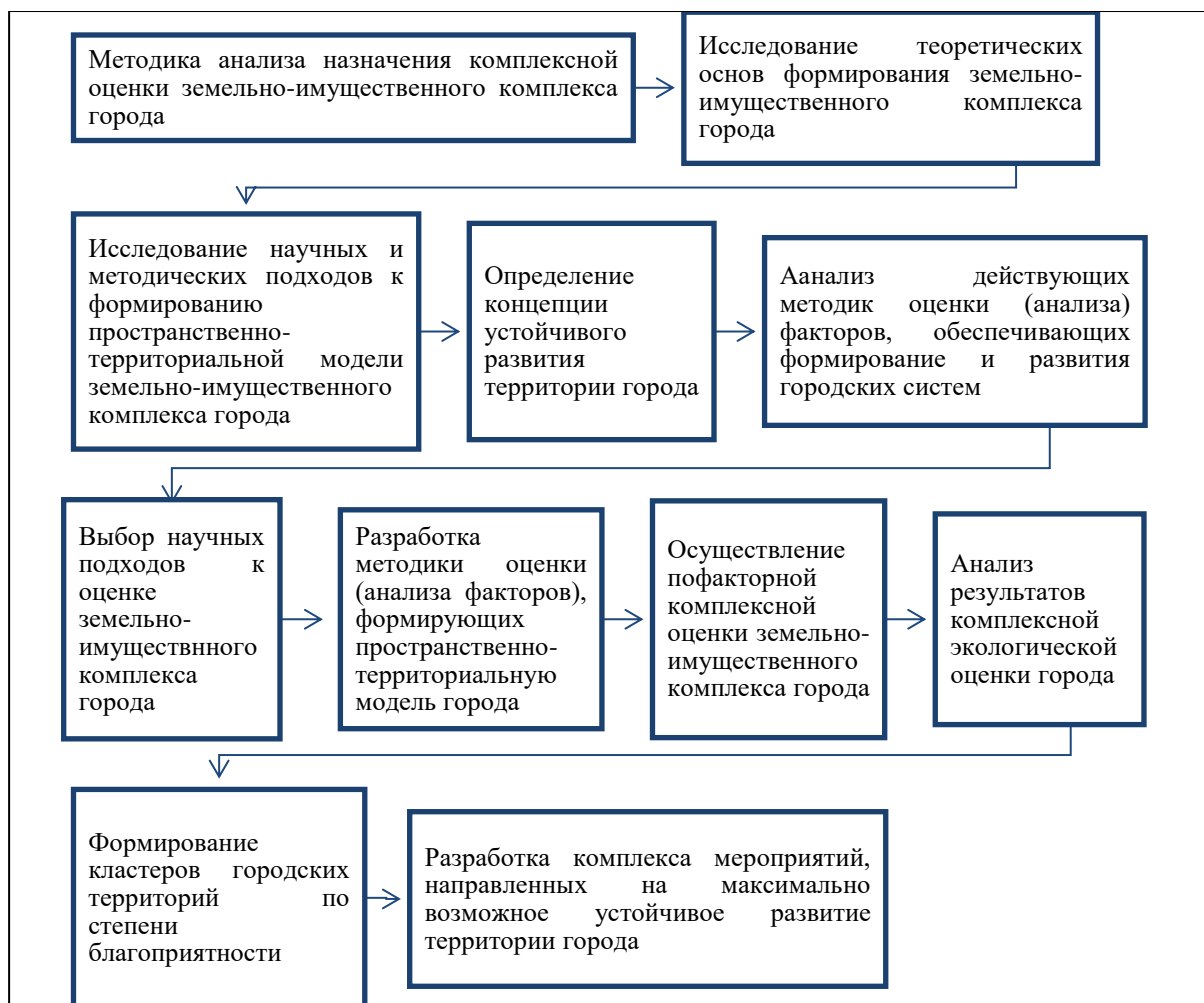 Методика анализа назначения комплексной
оценки земельно-имущественного комплекса
города
Исследование теоретических
основ формирования земельно-
имущественного комплекса
города
Исследование научных и
методических подходов к
формированию
пространственно-
территориальной модели
земельно-имущественного
комплекса города
Определение
концепции
устойчивого
развития
территории города
Аанализ действующих
методик оценки (анализа)
факторов, обеспечивающих
формирование и развития
городских систем
Выбор научных
подходов к
оценке
земельно-
имуществнного
комплекса
города
Разработка
методики оценки
(анализа факторов),
формирующих
пространственно-
территориальную
модель города
Осуществление
пофакторной
комплексной
оценки земельно-
имущественного
комплекса города
Анализ
результатов
комплексной
экологической
оценки города
Формирование
кластеров городских
территорий по
степени
благоприятности
Разработка комплекса мероприятий,
направленных на максимально
возможное устойчивое развитие
территории города